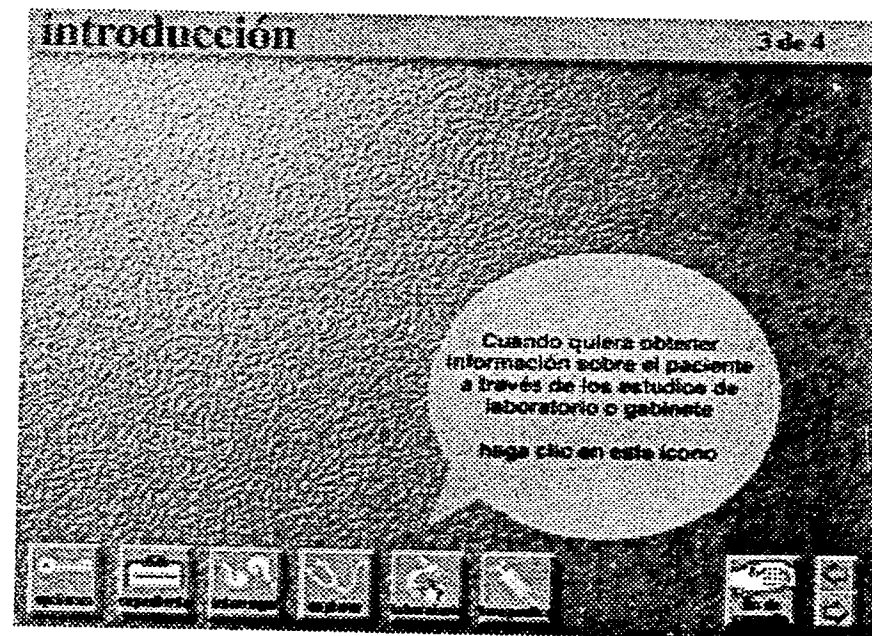 introducción
3 de 4
Cuando quiera obtener
información sobre el paciente
a través de los estudios de
laboratorio o gabinete
haga clic en este ícono